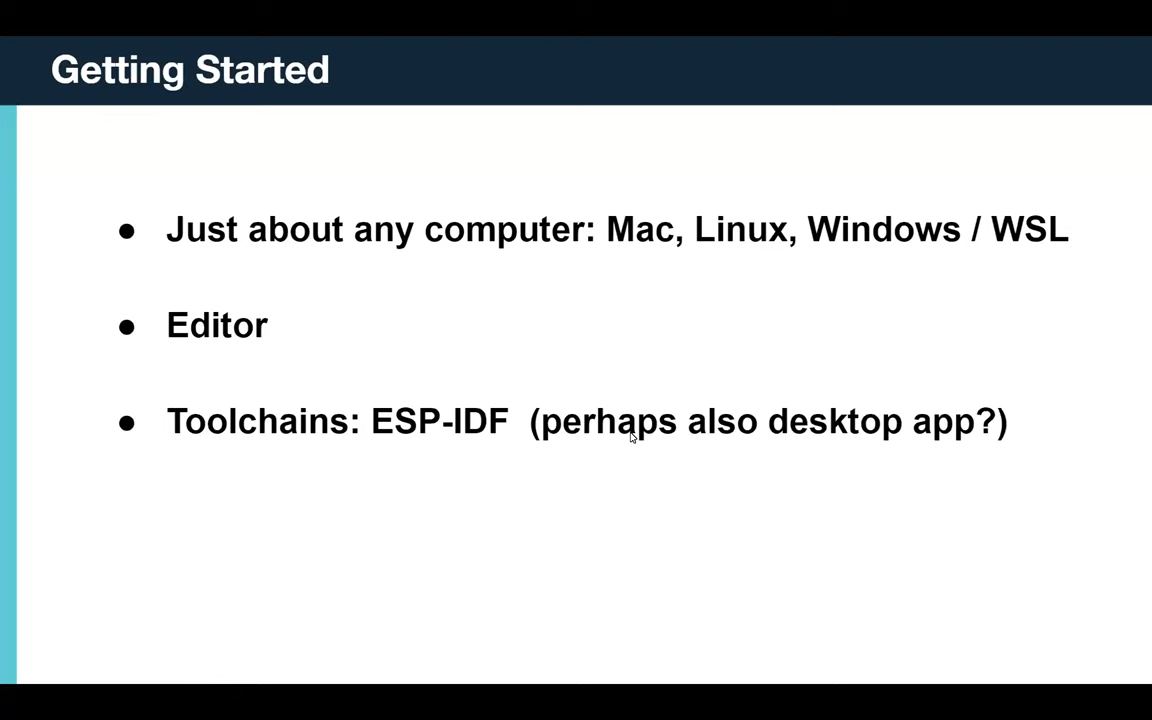 Getting Started
● Just about any computer: Mac, Linux, Windows / WSL
● Editor
● Toolchains: ESP-IDF  (perhaps also desktop app?)